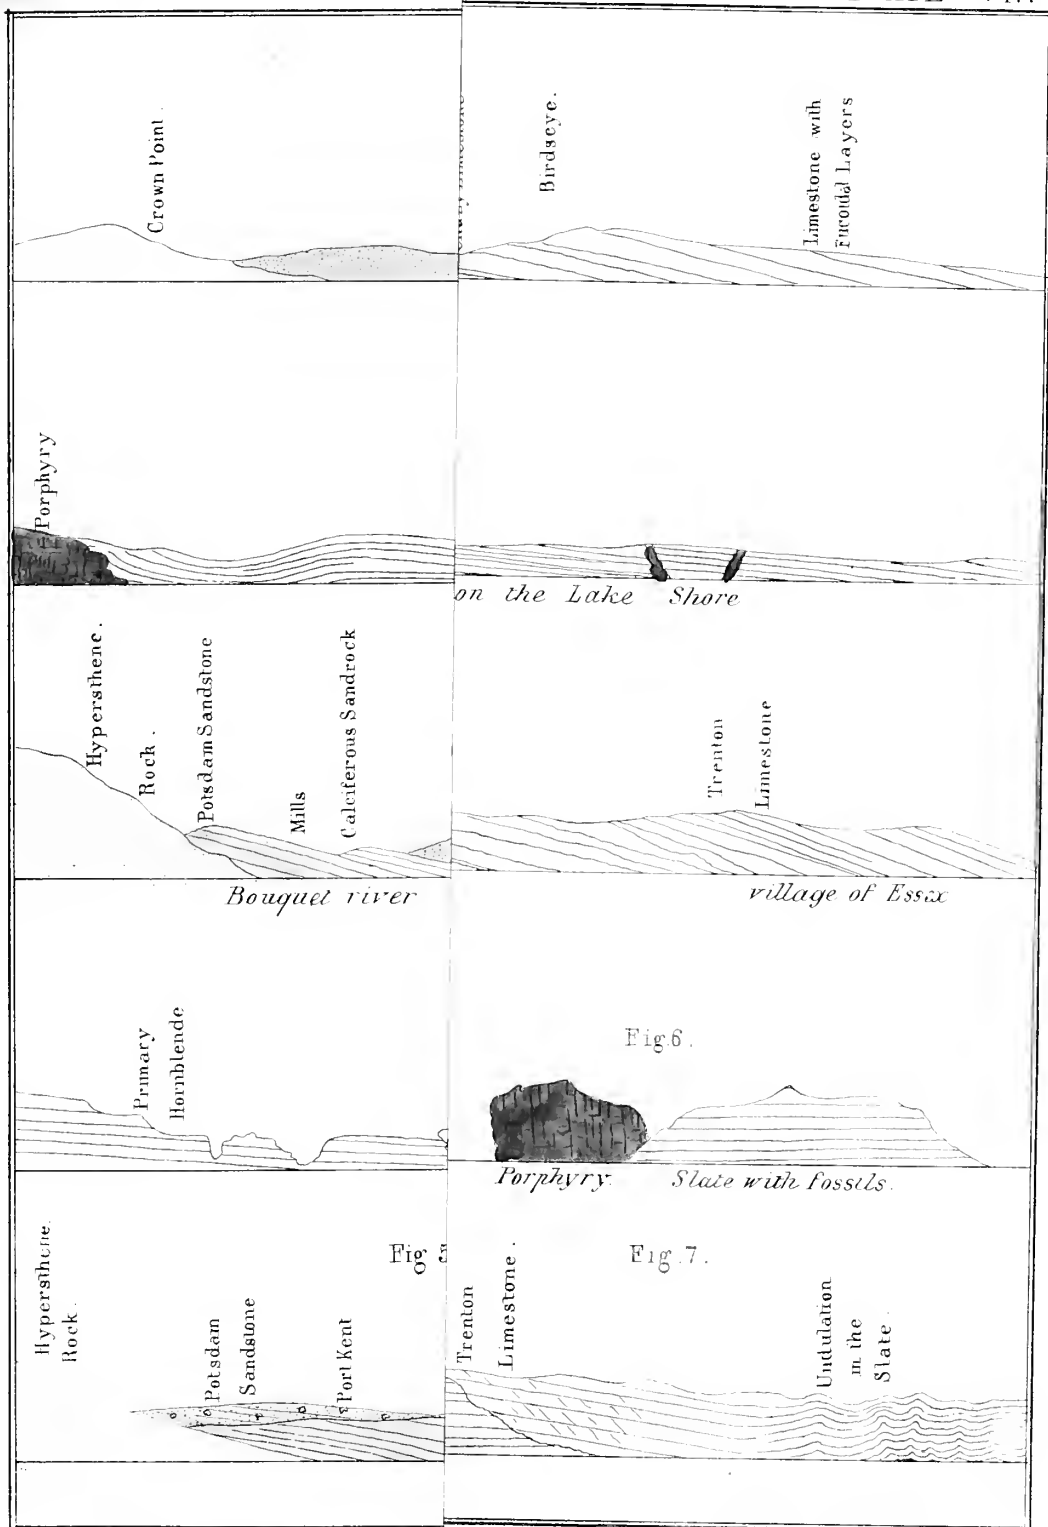 Crown Point.
Birdseye.
Limestone with
Fucoidal Layers
Porphyry
on the Lake Shore
Hypersthene.
Rock.
Potsdam Sandstone
Mills
Calciferous Sandrock
Trenton
Limestone
Bouquet river
village of Essex
Primary
Hornblende
Fig.6.
Porphyry.
Slate with fossils.
Hypersthene.
Rock.
Fig 5
Potsdam
Sandstone
Port Kent
Fig.7.
Trenton
Limestone.
Undulation
in the
Slate.